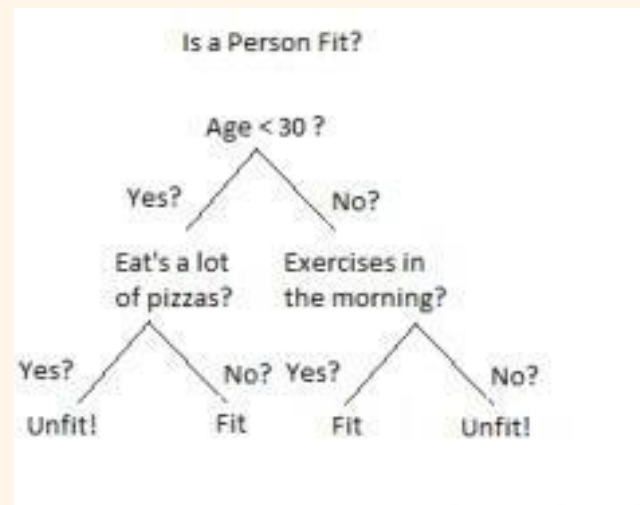 Is a Person Fit?
Age < 30 ?
Yes?
No?
Eat's a lot
of pizzas?
Exercises in
the morning?
Yes?
No?
Yes?
No?
Unfit!
Fit
Fit
Unfit!